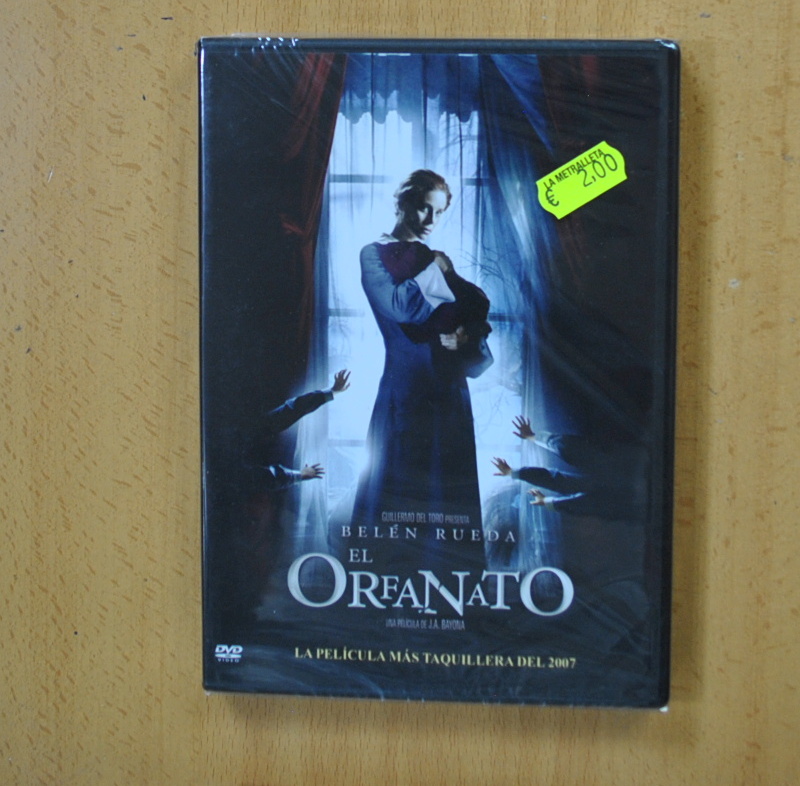 LA METRALLETA
€ 2,00
GUILLERMO DEL TORO PRESENTA
BELÉN RUEDA
EL
ORFANATO
UNA PELÍCULA DE J.A. BAYONA
LA PELÍCULA MÁS TAQUILLERA DEL 2007
DVD
VIDEO